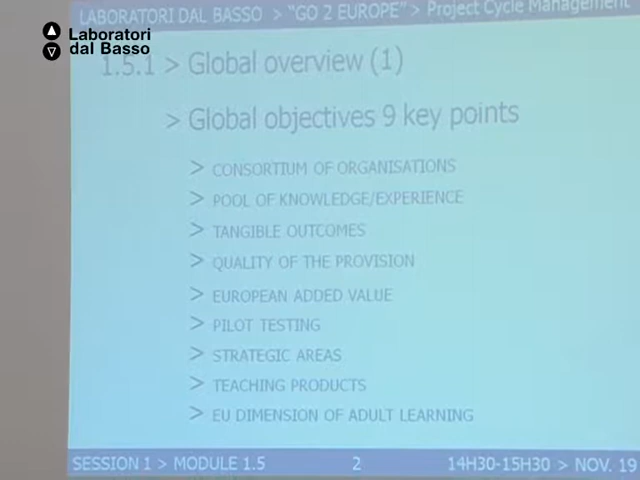 LABORATORI DAL BASSO > "GO 2 EUROPE" > Project Cycle Management
Laboratori
dal Basso
1.5.1 > Global overview (1)
> Global objectives 9 key points
> CONSORTIUM OF ORGANISATIONS
> POOL OF KNOWLEDGE/EXPERIENCE
> TANGIBLE OUTCOMES
> QUALITY OF THE PROVISION
> EUROPEAN ADDED VALUE
> PILOT TESTING
> STRATEGIC AREAS
> TEACHING PRODUCTS
> EU DIMENSION OF ADULT LEARNING
SESSION 1 > MODULE 1.5 2 14H30-15H30 > NOV. 19